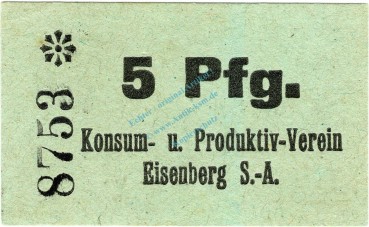 8753
5 Pfg.
Konsum- u. Produktiv-Verein
Eisenberg S.-A.